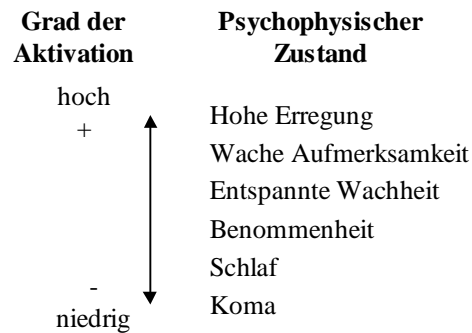 Grad der
Aktivation
Psychophysischer
Zustand
hoch
+
Hohe Erregung
Wache Aufmerksamkeit
Entspannte Wachheit
Benommenheit
Schlaf
Koma
-
niedrig